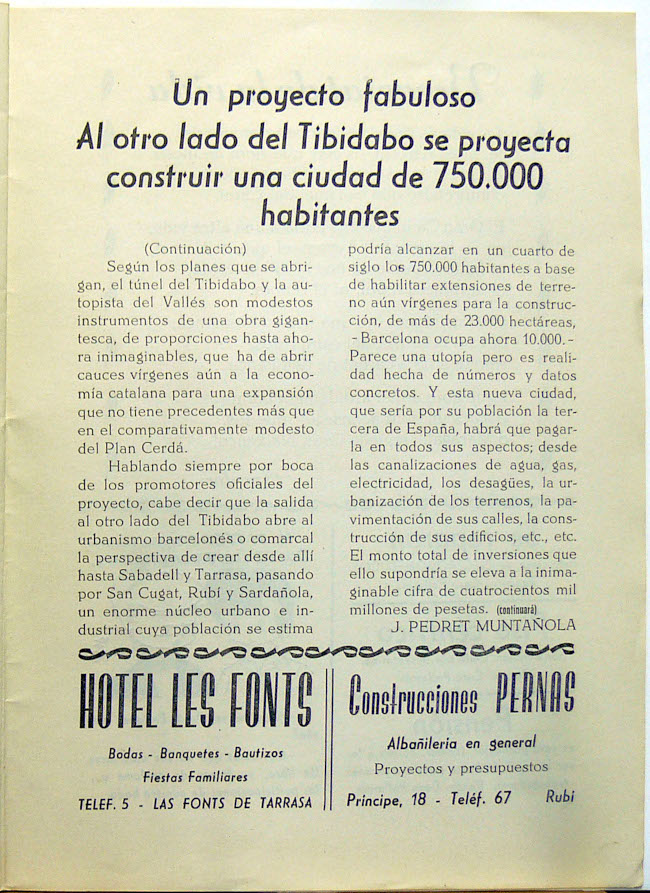 Un proyecto fabuloso
Al otro lado del Tibidabo se proyecta
construir una ciudad de 750.000
habitantes
(Continuación)
Según los planes que se abri-
gan, el túnel del Tibidabo y la au-
topista del Vallés son modestos
instrumentos de una obra gigan-
tesca, de proporciones hasta aho-
ra inimaginables, que ha de abrir
cauces vírgenes aún a la econo-
mía catalana para una expansión
que no tiene precedentes más que
en el comparativamente modesto
del Plan Cerdá.
Hablando siempre por boca
de los promotores oficiales del
proyecto, cabe decir que la salida
al otro lado del Tibidabo abre al
urbanismo barcelonés o comarcal
la perspectiva de crear desde allí
hasta Sabadell y Tarrasa, pasando
por San Cugat, Rubí y Sardañola,
un enorme núcleo urbano e in-
dustrial cuya población se estima
podría alcanzar en un cuarto de
siglo los 750.000 habitantes a base
de habilitar extensiones de terre-
no aún vírgenes para la construc-
ción, de más de 23.000 hectáreas,
- Barcelona ocupa ahora 10.000.-
Parece una utopía pero es reali-
dad hecha de números y datos
concretos. Y esta nueva ciudad,
que sería por su población la ter-
cera de España, habrá que pagar-
la en todos sus aspectos; desde
las canalizaciones de agua, gas,
electricidad, los desagües, la ur-
banización de los terrenos, la pa-
vimentación de sus calles, la cons-
trucción de sus edificios, etc., etc.
El monto total de inversiones que
ello supondría se eleva a la inima-
ginable cifra de cuatrocientos mil
millones de pesetas. (continuará)
J. PEDRET MUNTAÑOLA
HOTEL LES FONTS
Bodas - Banquetes - Bautizos
Fiestas Familiares
TELEF. 5 - LAS FONTS DE TARRASA
Construcciones PERNAS
Albañileria en general
Proyectos y presupuestos
Príncipe, 18 - Teléf. 67 Rubí